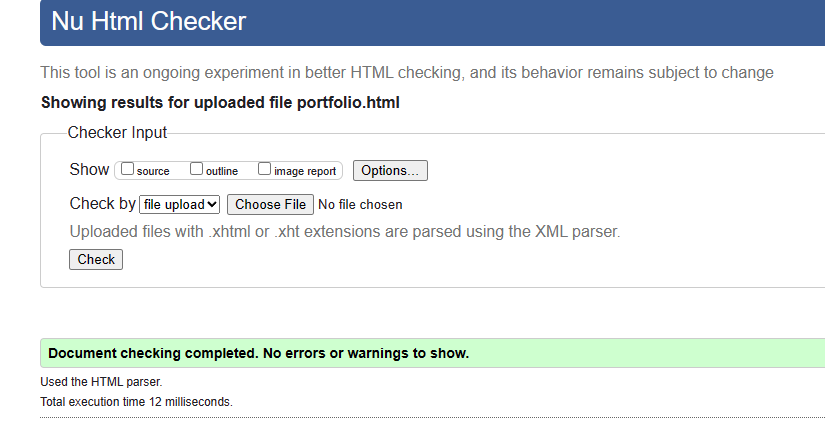 Nu Html Checker
This tool is an ongoing experiment in better HTML checking, and its behavior remains subject to change
Showing results for uploaded file portfolio.html
Checker Input
Show source outline image report Options...
Check by file upload Choose File No file chosen
Uploaded files with .xhtml or .xht extensions are parsed using the XML parser.
Check
Document checking completed. No errors or warnings to show.
Used the HTML parser.
Total execution time 12 milliseconds.